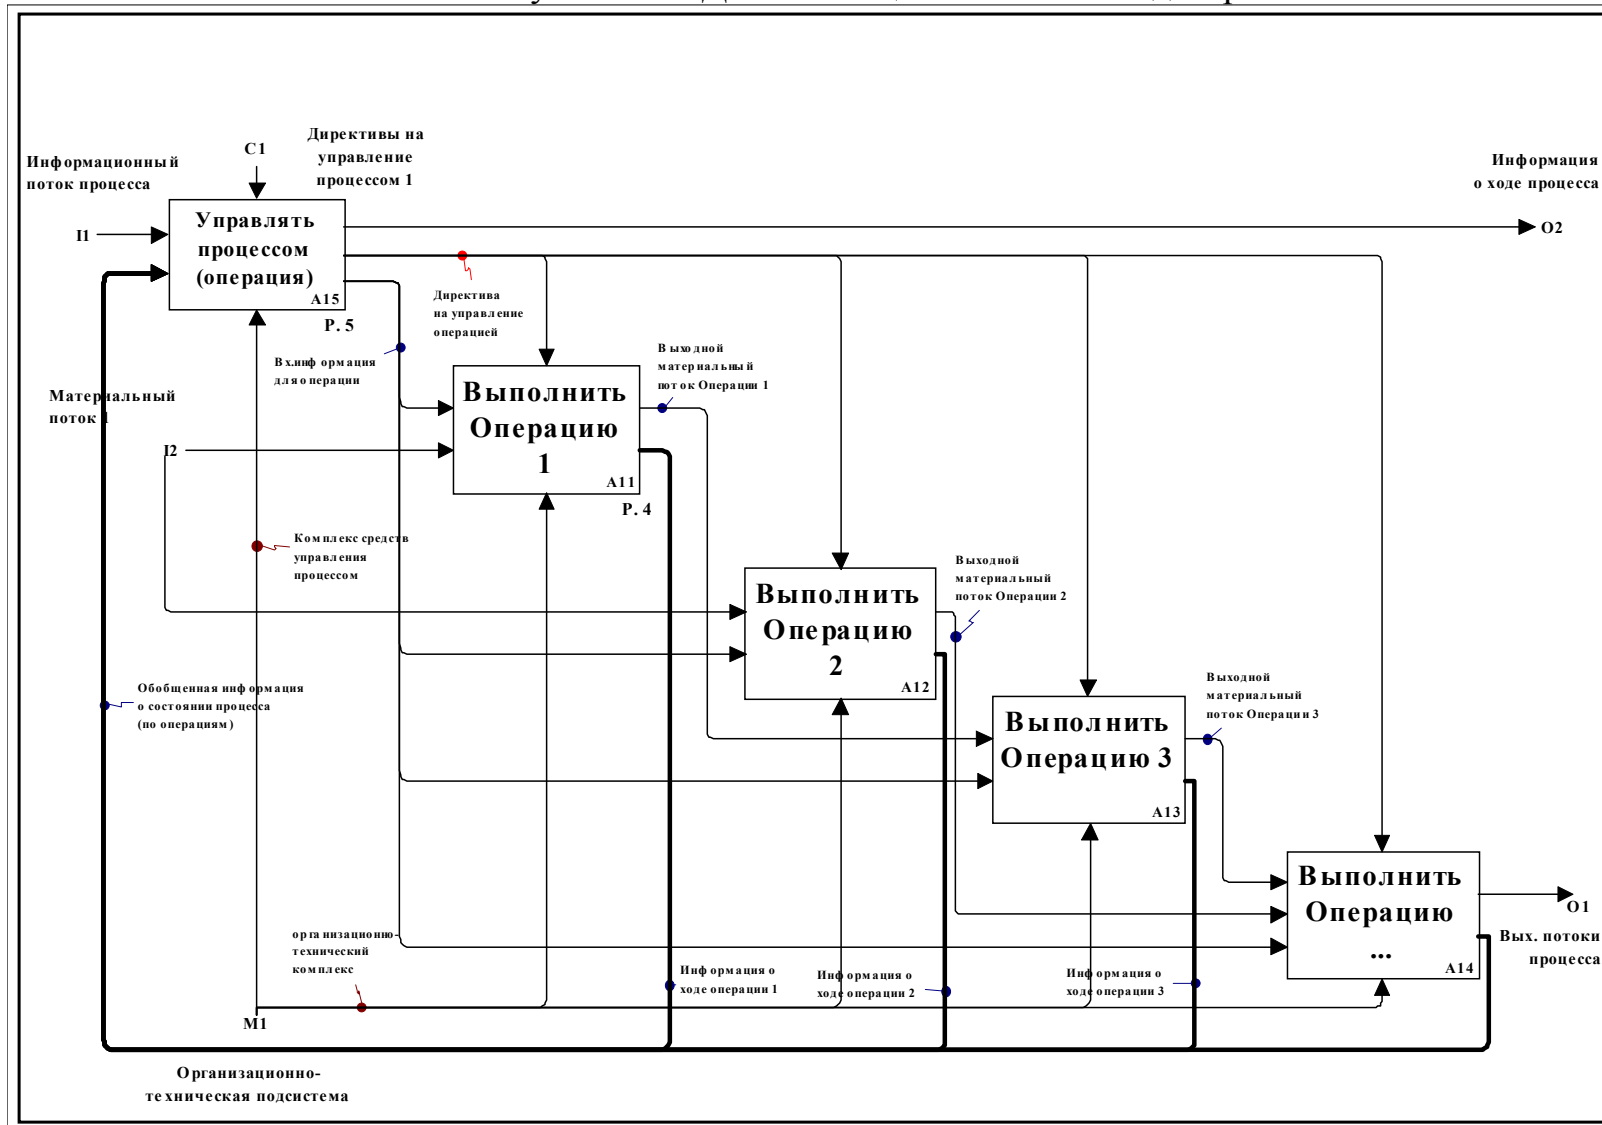 Директивы на
управление
процессом 1
C1
Информационный
поток процесса
Информация
о ходе процесса
Управлять
процессом
(операция)
A15
I1
O2
P. 5
Директива
на управление
операцией
Вх.информация
для операции
Выходной
материальный
поток Операции 1
Материальный
поток 1
Выполнить
Операцию
1
A11
I2
P. 4
Комплекс средств
управления
процессом
Выходной
материальный
поток Операции 2
Выполнить
Операцию
2
A12
Обобщенная информация
о состоянии процесса
(по операциям)
Выходной
материальный
поток Операции 3
Выполнить
Операцию 3
A13
Выполнить
Операцию
...
A14
O1
Вых. потоки
процесса
организационно-
технический
комплекс
Информация о
ходе операции 1
Информация о
ходе операции 2
Информация о
ходе операции 3
M1
Организационно-
техническая подсистема